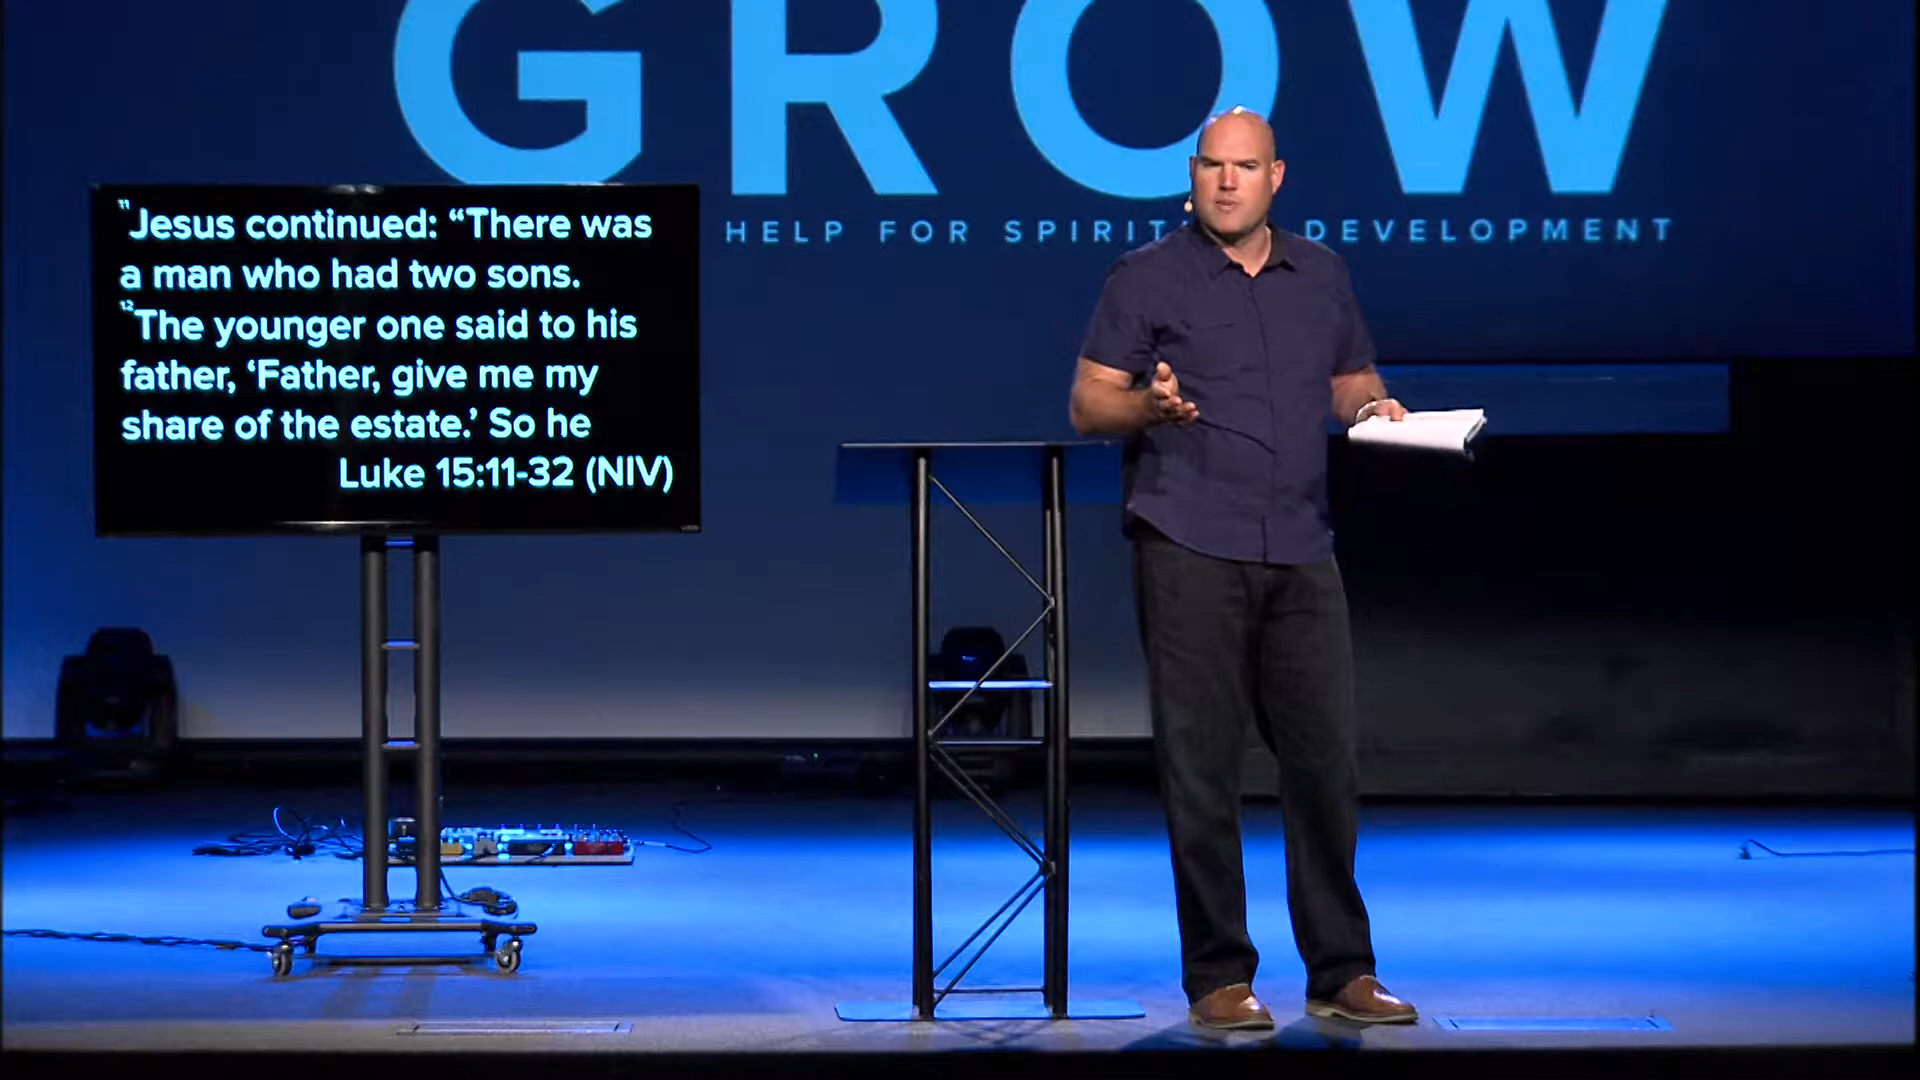 GROW
HELP FOR SPIRIT DEVELOPMENT
¹¹Jesus continued: “There was
a man who had two sons.
¹²The younger one said to his
father, ‘Father, give me my
share of the estate.’ So he
Luke 15:11-32 (NIV)